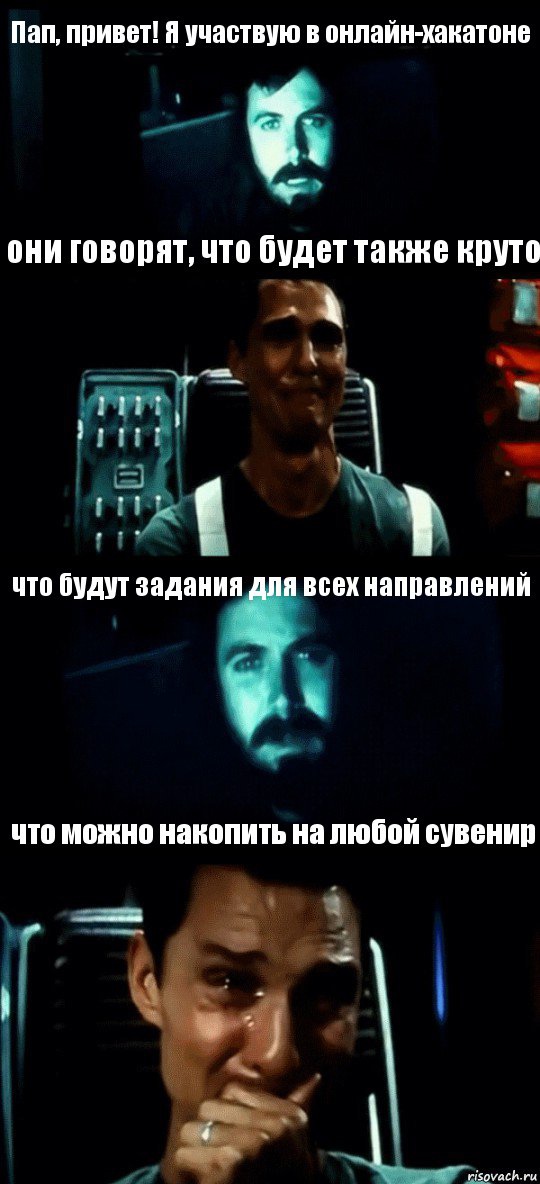 Пап, привет! Я участвую в онлайн-хакатоне
они говорят, что будет также круто
что будут задания для всех направлений
что можно накопить на любой сувенир
risovach.ru